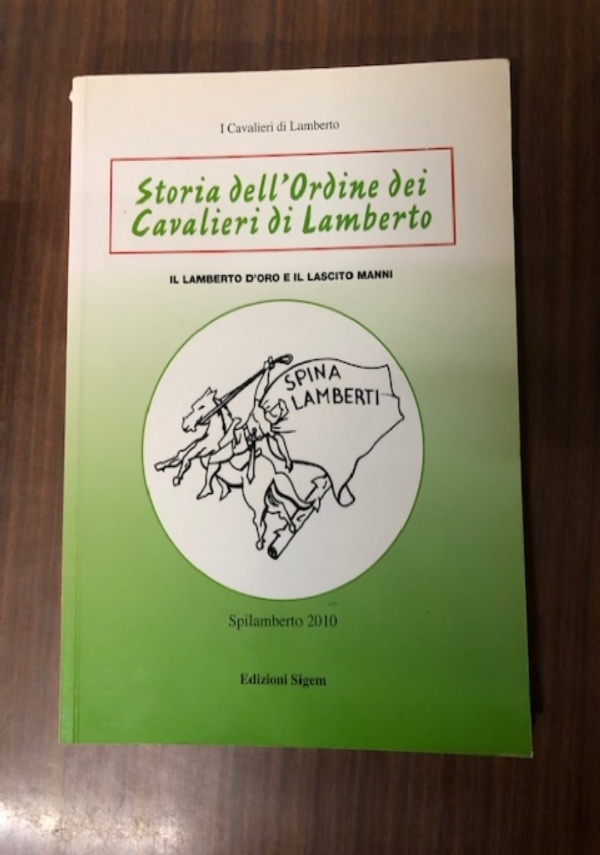 I Cavalieri di Lamberto
Storia dell'Ordine dei
Cavalieri di Lamberto
IL LAMBERTO D'ORO E IL LASCITO MANNI
SPINA
LAMBERTI
Spilamberto 2010
Edizioni Sigem